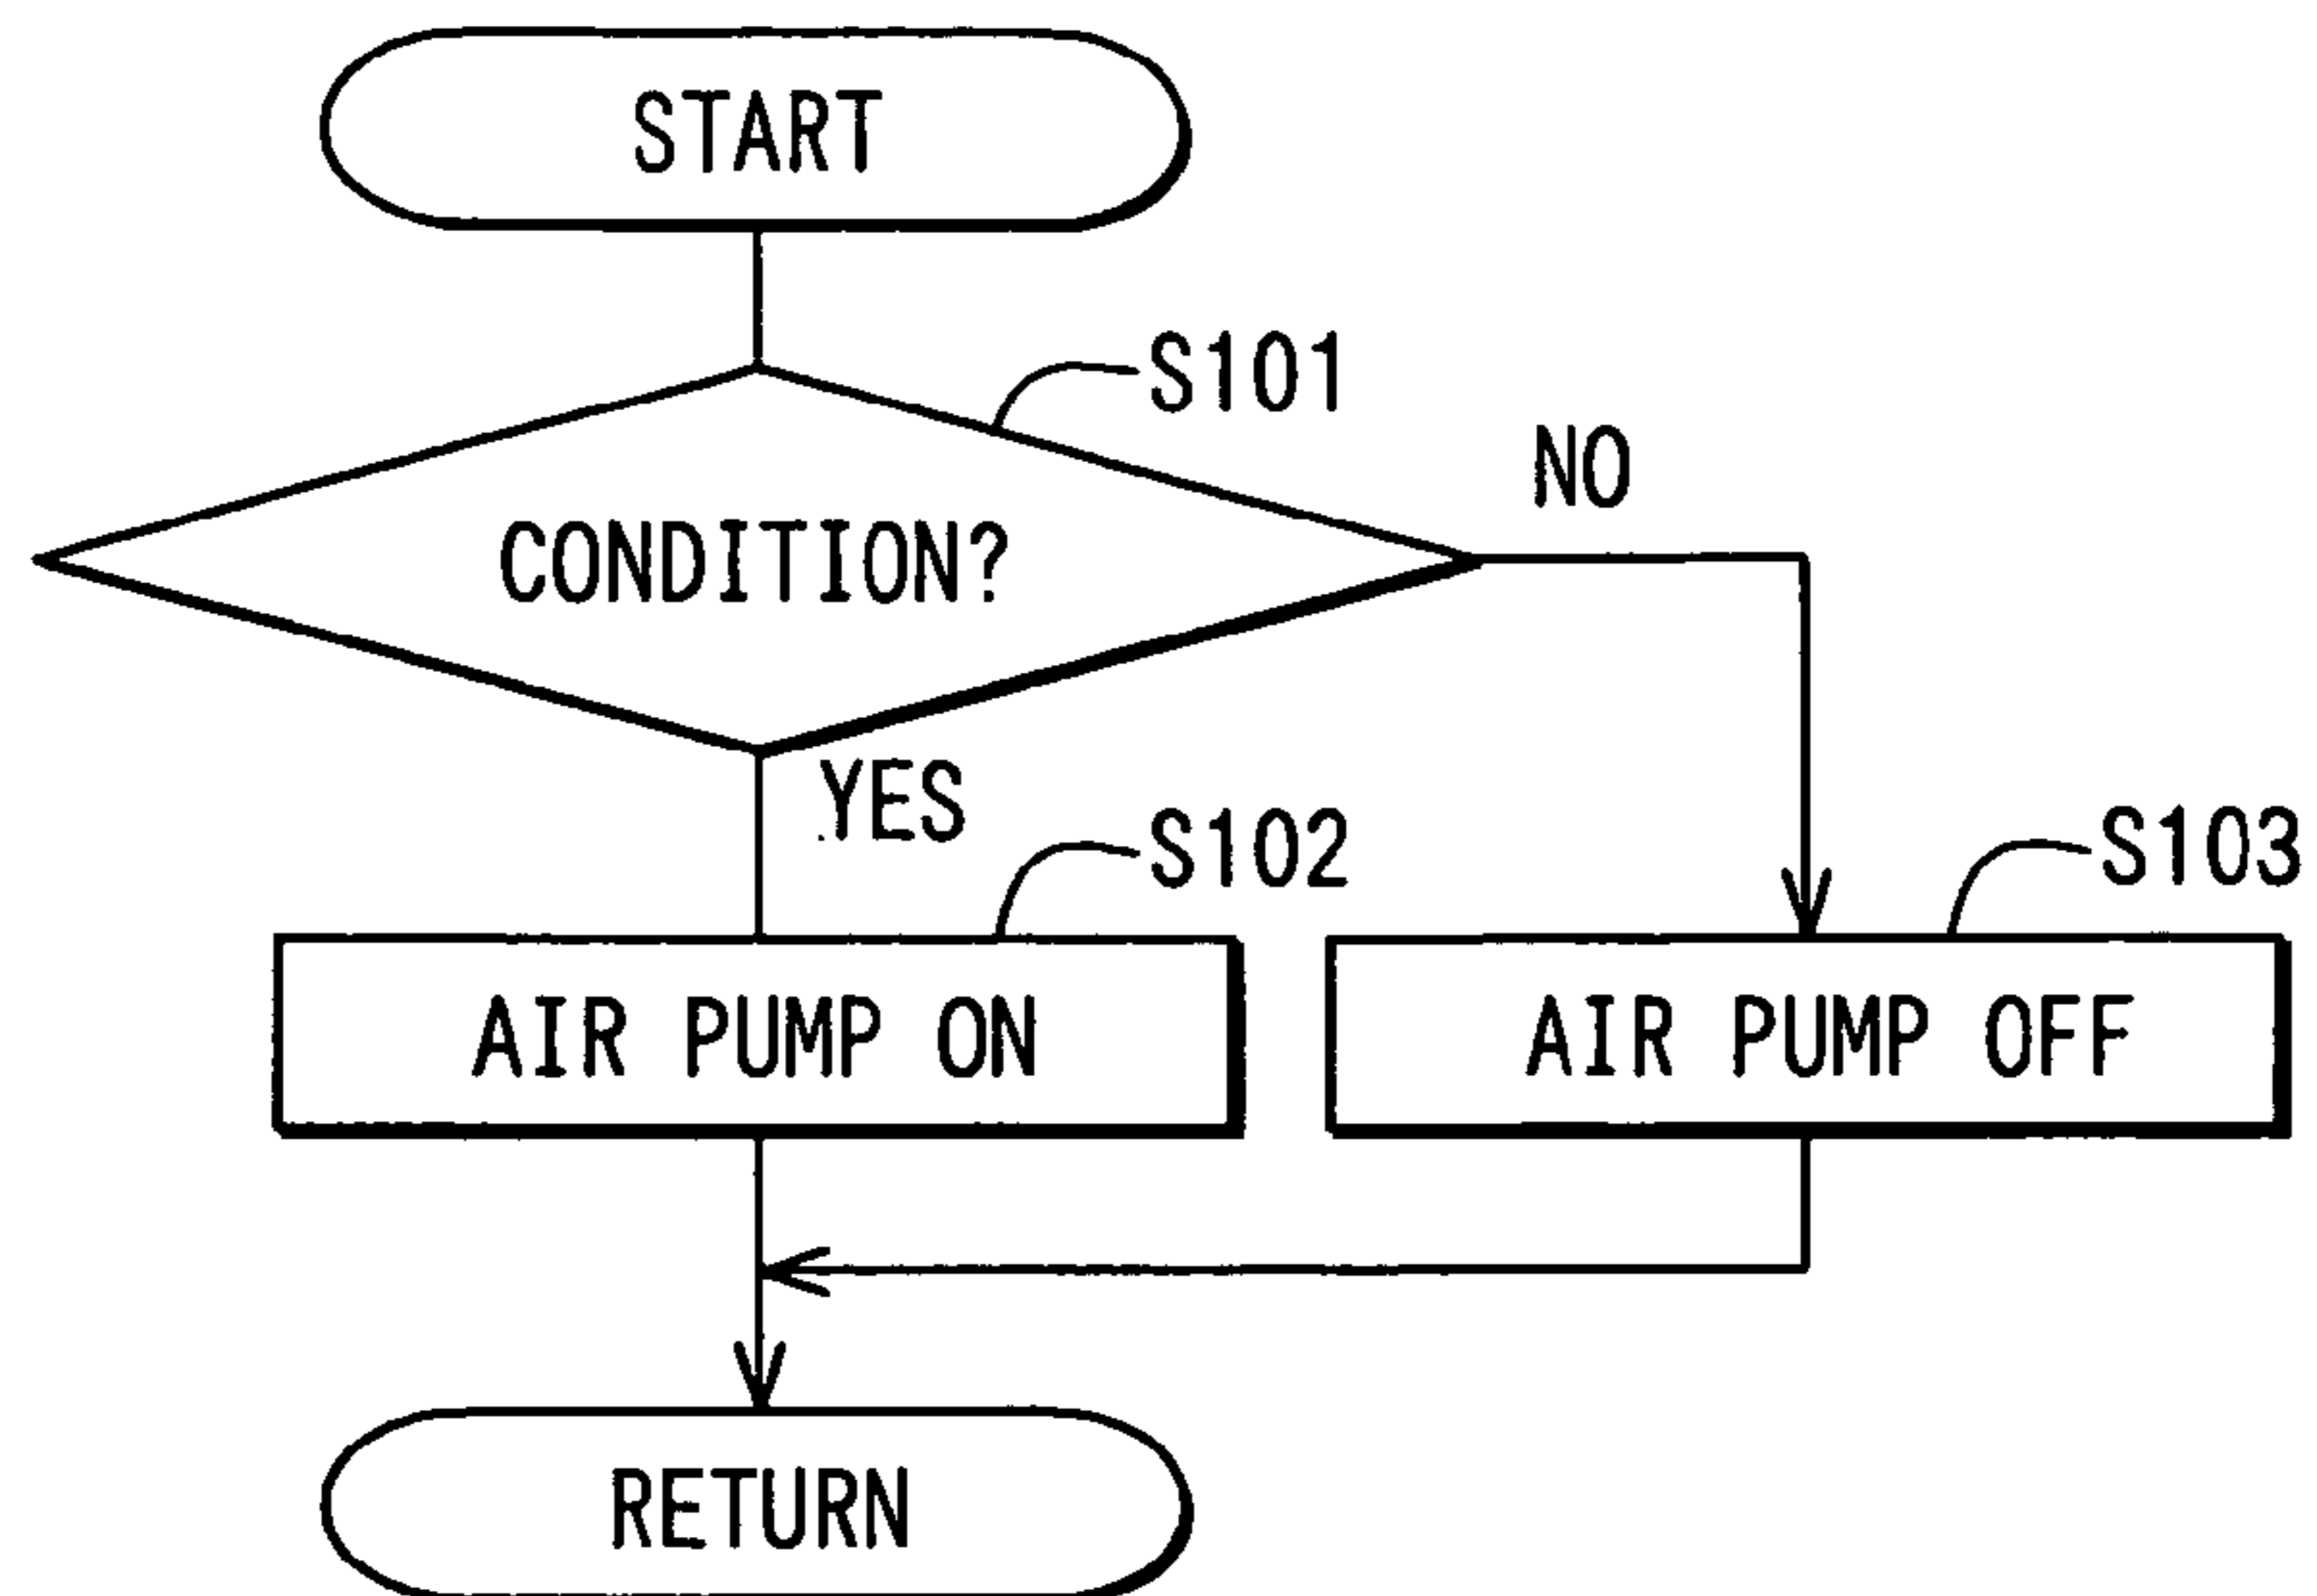 START
S101
NO
CONDITION?
YES
S102
S103
AIR PUMP ON
AIR PUMP OFF
RETURN